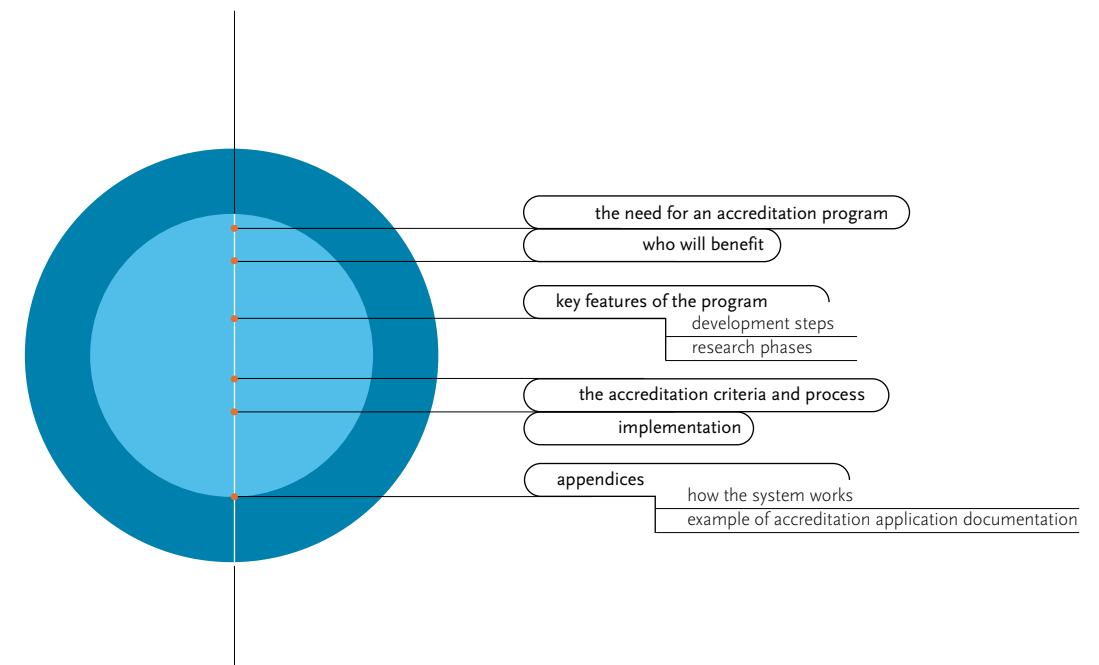 the need for an accreditation program
who will benefit
key features of the program
development steps
research phases
the accreditation criteria and process
implementation
appendices
how the system works
example of accreditation application documentation